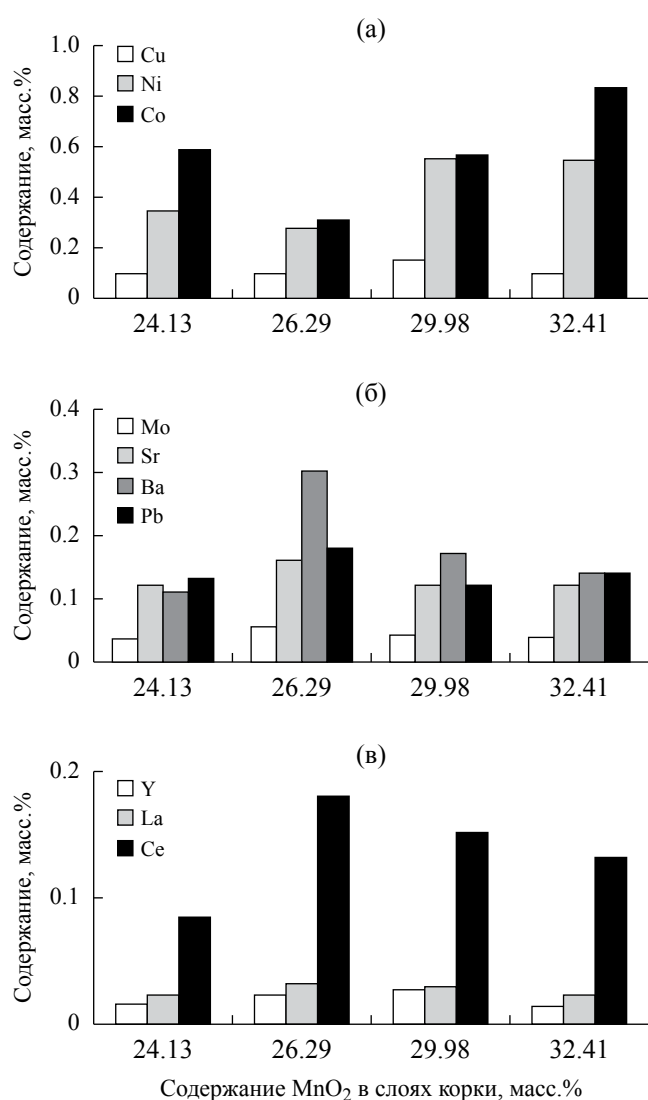 (а)
Содержание, масс.%
1.0
0.8
0.6
0.4
0.2
0
Cu
Ni
Co
24.13 26.29 29.98 32.41
(б)
Содержание, масс.%
0.4
0.3
0.2
0.1
0
Mo
Sr
Ba
Pb
24.13 26.29 29.98 32.41
(в)
Содержание, масс.%
0.2
0.1
0
Y
La
Ce
24.13 26.29 29.98 32.41
Содержание MnO₂ в слоях корки, масс.%